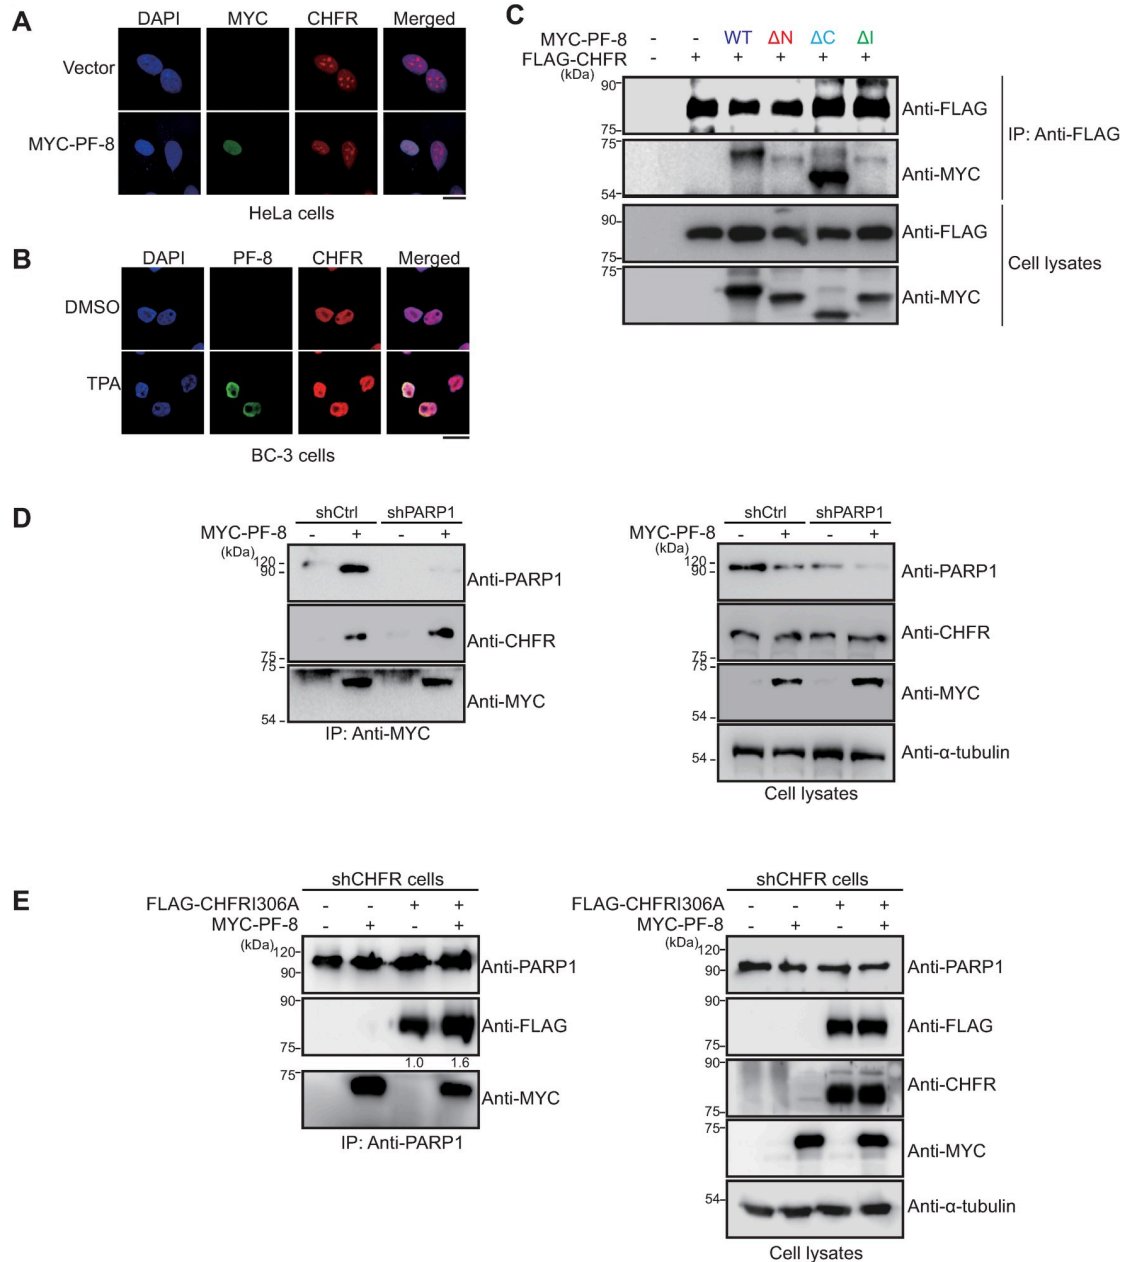 A
DAPI MYC CHFR Merged
Vector
MYC-PF-8
HeLa cells
B
DAPI PF-8 CHFR Merged
DMSO
TPA
BC-3 cells
C
MYC-PF-8 - - WT ΔN ΔC ΔI
FLAG-CHFR - + + + + +
(kDa)
90
Anti-FLAG
75
IP: Anti-FLAG
75
Anti-MYC
54
90
Anti-FLAG
75
Cell lysates
75
Anti-MYC
D
shCtrl shPARP1
MYC-PF-8 - + - +
(kDa)
120
90
Anti-PARP1
Anti-CHFR
75
75
Anti-MYC
54
IP: Anti-MYC
shCtrl shPARP1
MYC-PF-8 - + - +
(kDa)
120
90
Anti-PARP1
Anti-CHFR
75
75
Anti-MYC
54
54
Anti-α-tubulin
Cell lysates
E
shCHFR cells
FLAG-CHFRI306A - - + +
MYC-PF-8 - + - +
(kDa)
120
90
Anti-PARP1
90
Anti-FLAG
75
1.0 1.6
75
Anti-MYC
IP: Anti-PARP1
shCHFR cells
FLAG-CHFRI306A - - + +
MYC-PF-8 - + - +
(kDa)
120
90
Anti-PARP1
90
Anti-FLAG
75
90
Anti-CHFR
75
75
Anti-MYC
54
Anti-α-tubulin
Cell lysates